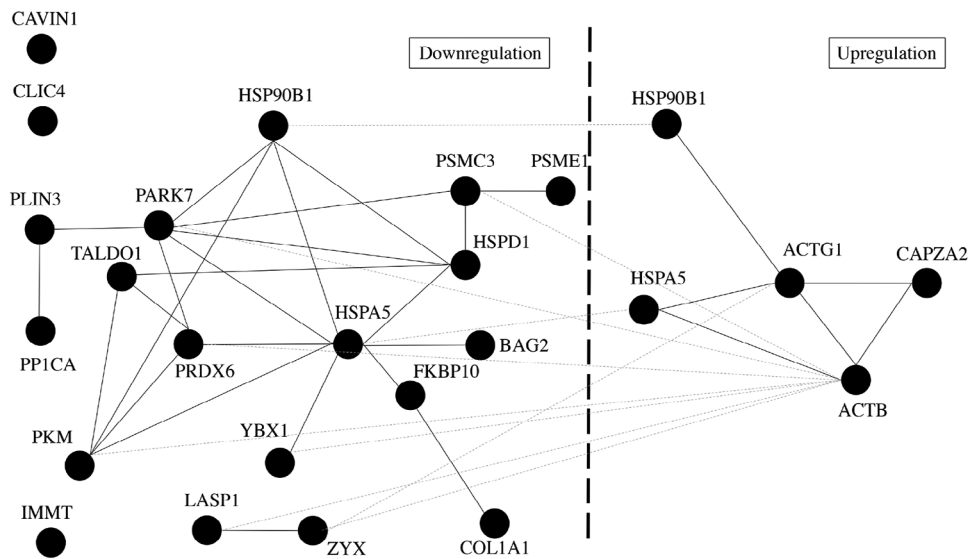 CAVIN1
Downregulation
Upregulation
CLIC4
HSP90B1
HSP90B1
PSMC3
PSME1
PLIN3
PARK7
TALDO1
HSPD1
ACTG1
CAPZA2
HSPA5
HSPA5
PP1CA
PRDX6
BAG2
FKBP10
ACTB
PKM
YBX1
LASP1
IMMT
ZYX
COL1A1